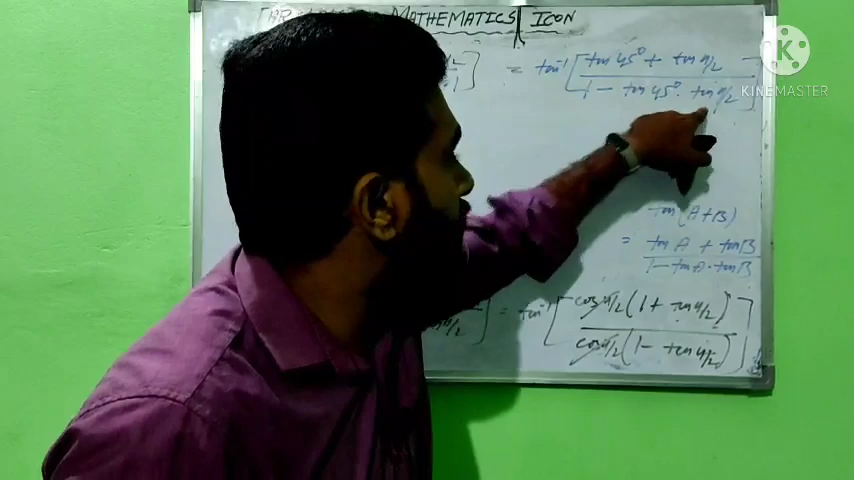 MATHEMATICS ICON
= tan⁻¹ [ tan 45° + tan x/2
1 - tan 45° . tan x/2 ]
KINEMASTER
tan (A+B)
= tan A + tan B
1 - tan A . tan B
= tan⁻¹ [ cos x/2 (1 + tan x/2)
cos x/2 (1 - tan x/2) ]